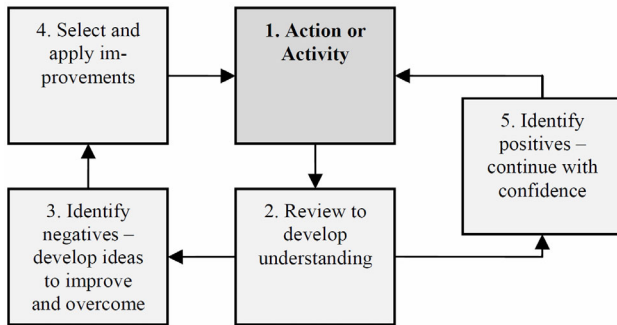 4. Select and
apply im-
provements
1. Action or
Activity
5. Identify
positives –
continue with
confidence
3. Identify
negatives –
develop ideas
to improve
and overcome
2. Review to
develop
understanding